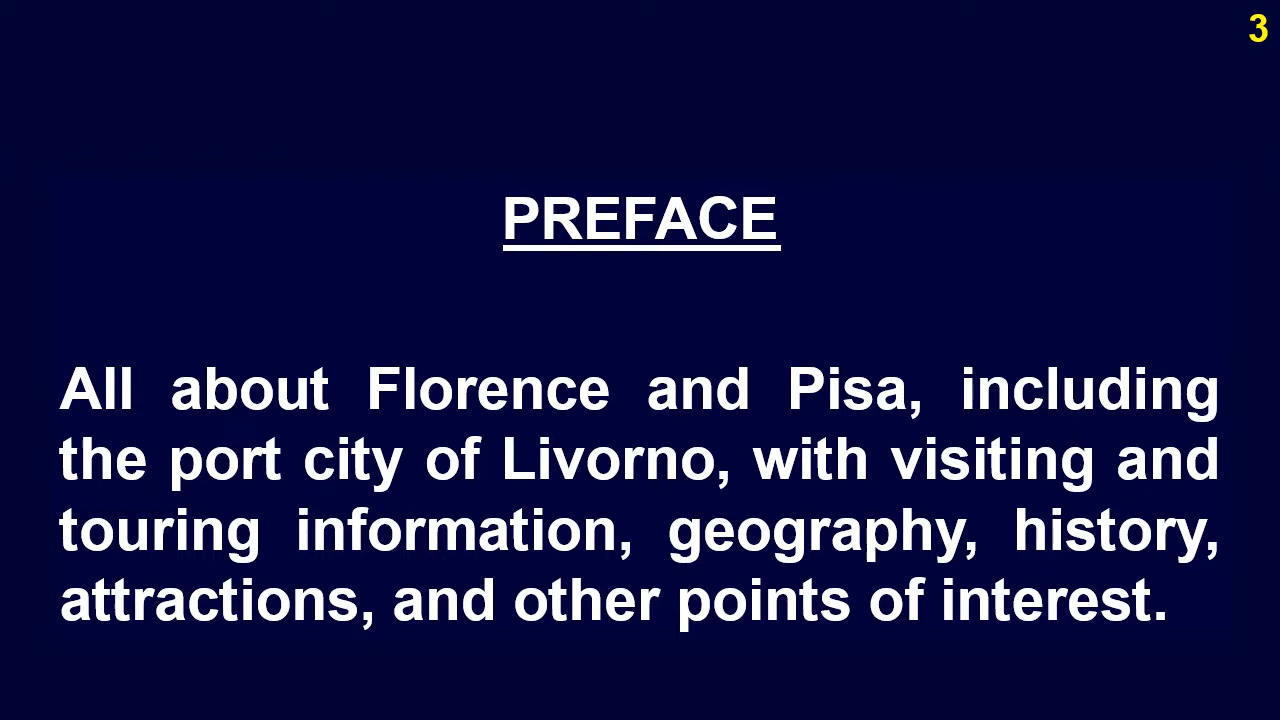 3
PREFACE
All about Florence and Pisa, including
the port city of Livorno, with visiting and
touring information, geography, history,
attractions, and other points of interest.